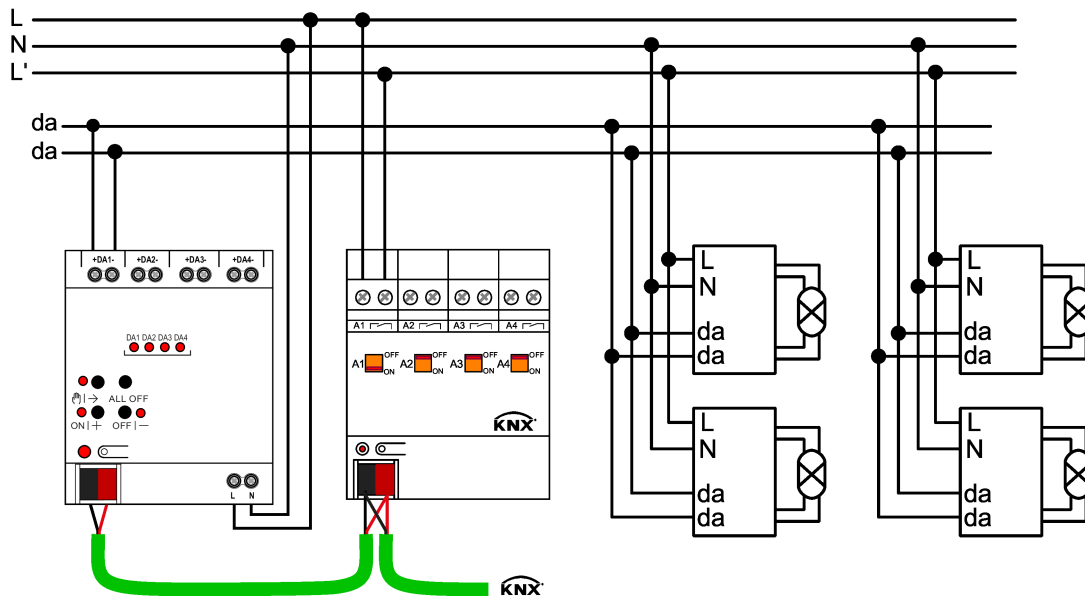 L
N
L'
da
da
+DA1- +DA2- +DA3- +DA4-
DA1 DA2 DA3 DA4
ALL OFF
ON | + OFF | −
L N
A1 A2 A3 A4
A1 OFF ON A2 OFF ON A3 OFF ON A4 OFF ON
KNX
KNX
L
N
da
da
L
N
da
da
L
N
da
da
L
N
da
da